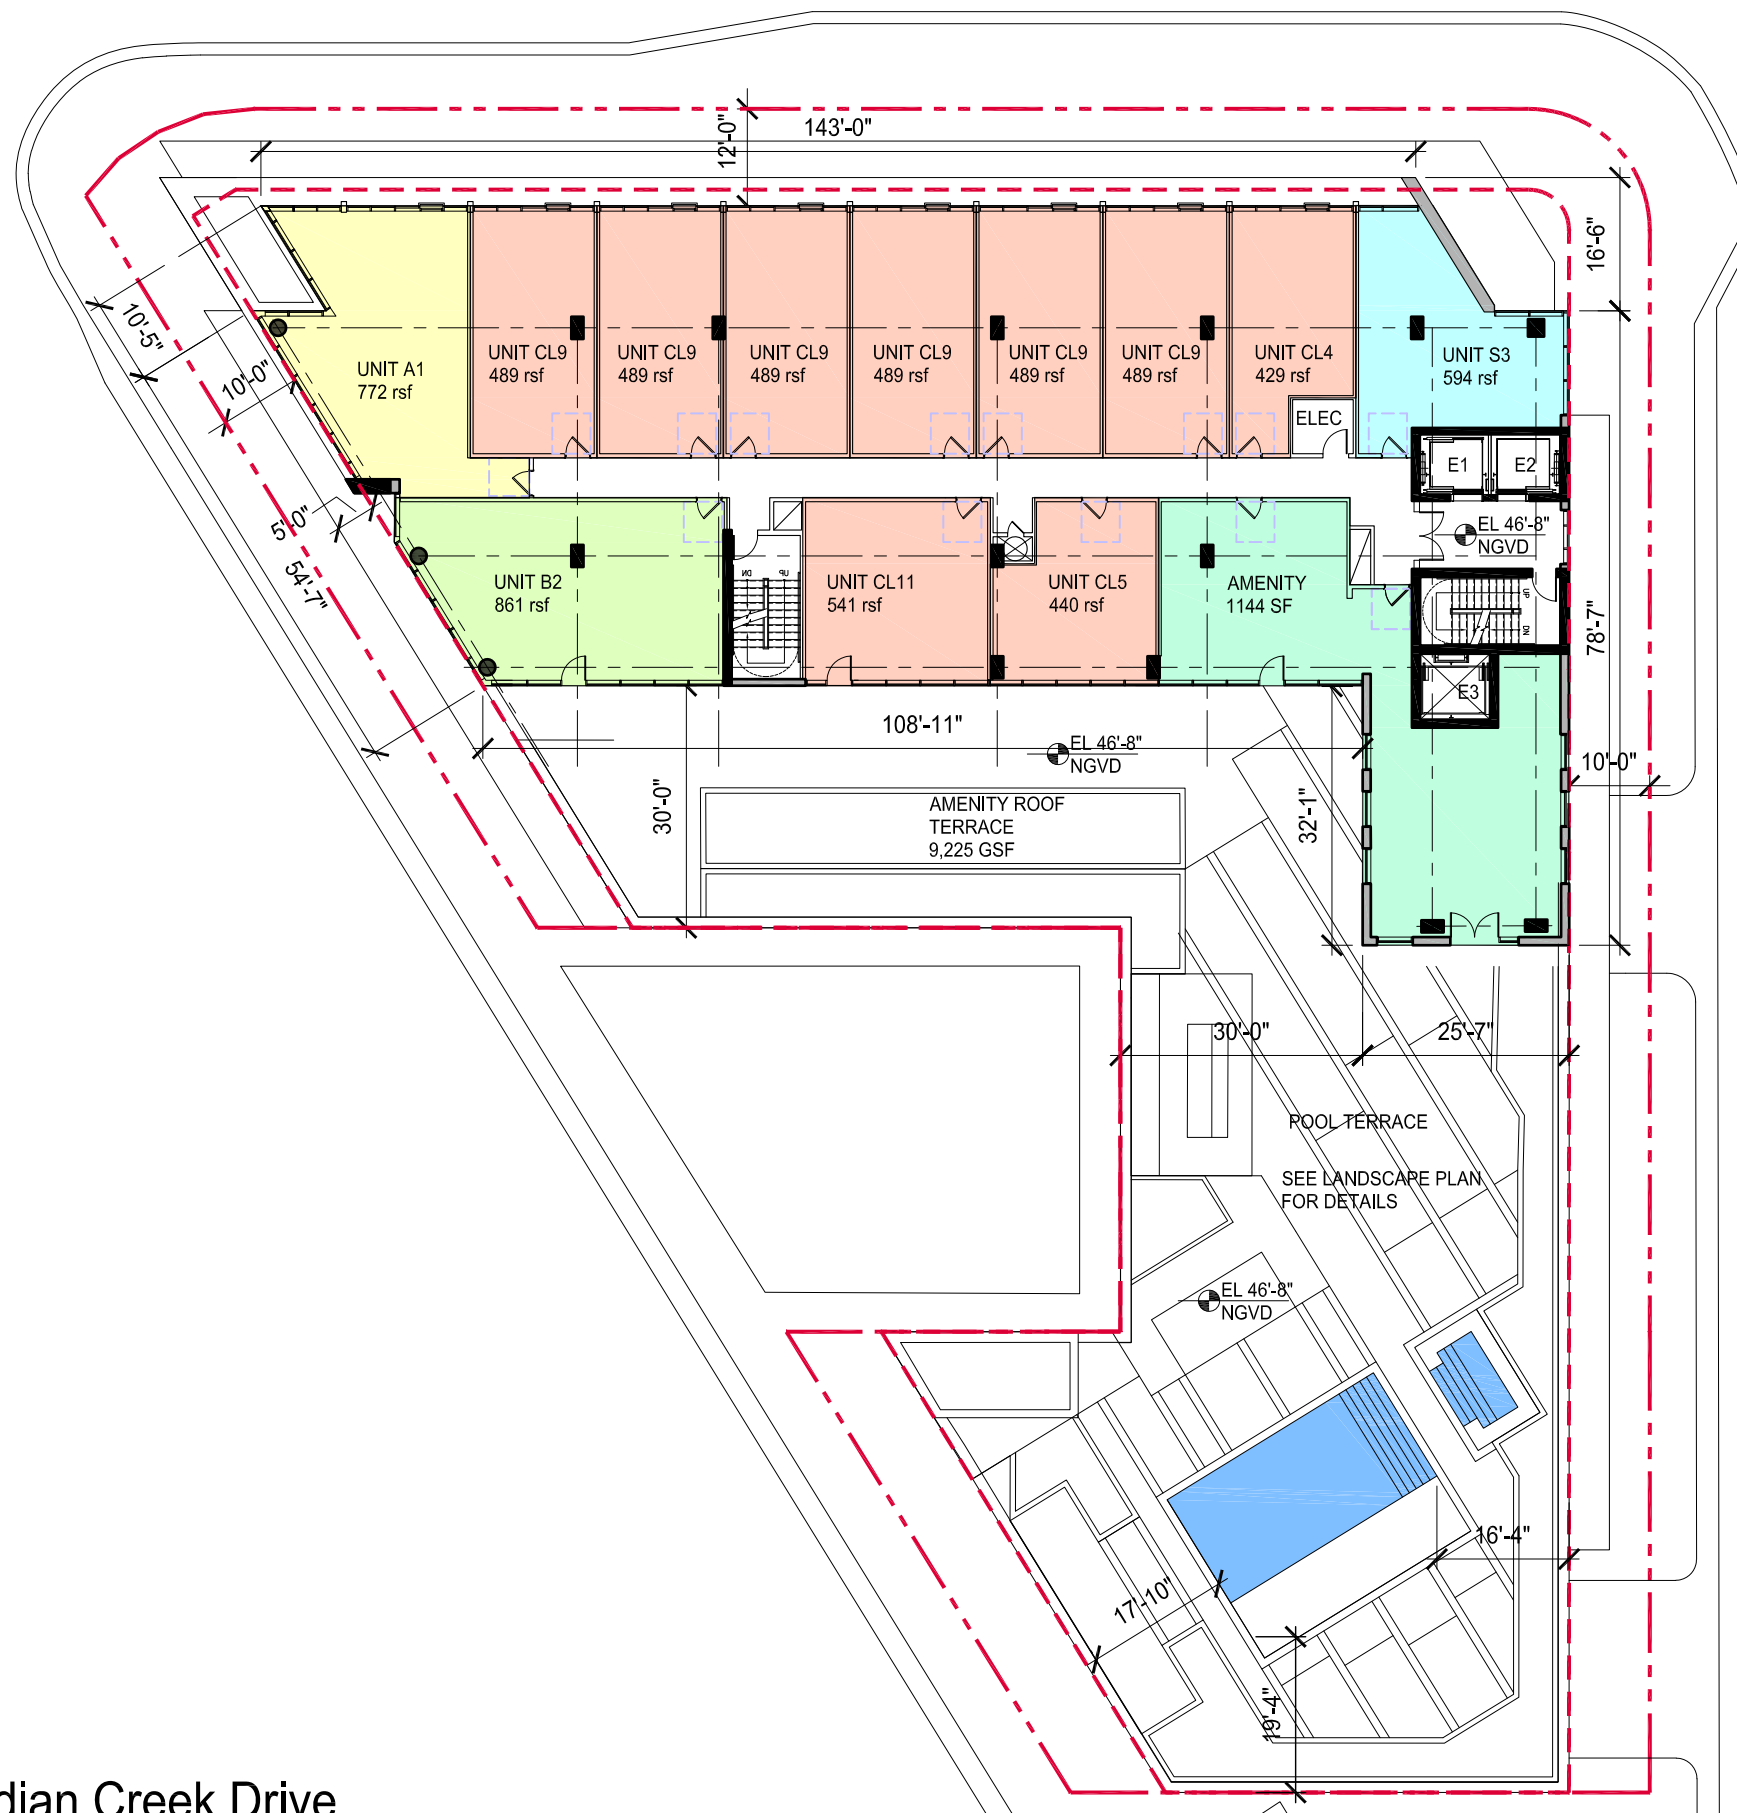 143'-0"
12'-0"
16'-6"
10'-5"
10'-0"
UNIT A1
772 rsf
UNIT CL9
489 rsf
UNIT CL9
489 rsf
UNIT CL9
489 rsf
UNIT CL9
489 rsf
UNIT CL9
489 rsf
UNIT CL9
489 rsf
UNIT CL4
429 rsf
UNIT S3
594 rsf
ELEC
E1
E2
5'-0"
54'-7"
EL 46'-8"
NGVD
UNIT B2
861 rsf
DN
UP
UNIT CL11
541 rsf
UNIT CL5
440 rsf
AMENITY
1144 SF
UP
DN
78'-7"
E3
108'-11"
EL 46'-8"
NGVD
10'-0"
30'-0"
AMENITY ROOF
TERRACE
9,225 GSF
32'-1"
30'-0"
25'-7"
POOL TERRACE
SEE LANDSCAPE PLAN
FOR DETAILS
EL 46'-8"
NGVD
16'-4"
17'-10"
19'-4"
dian Creek Drive